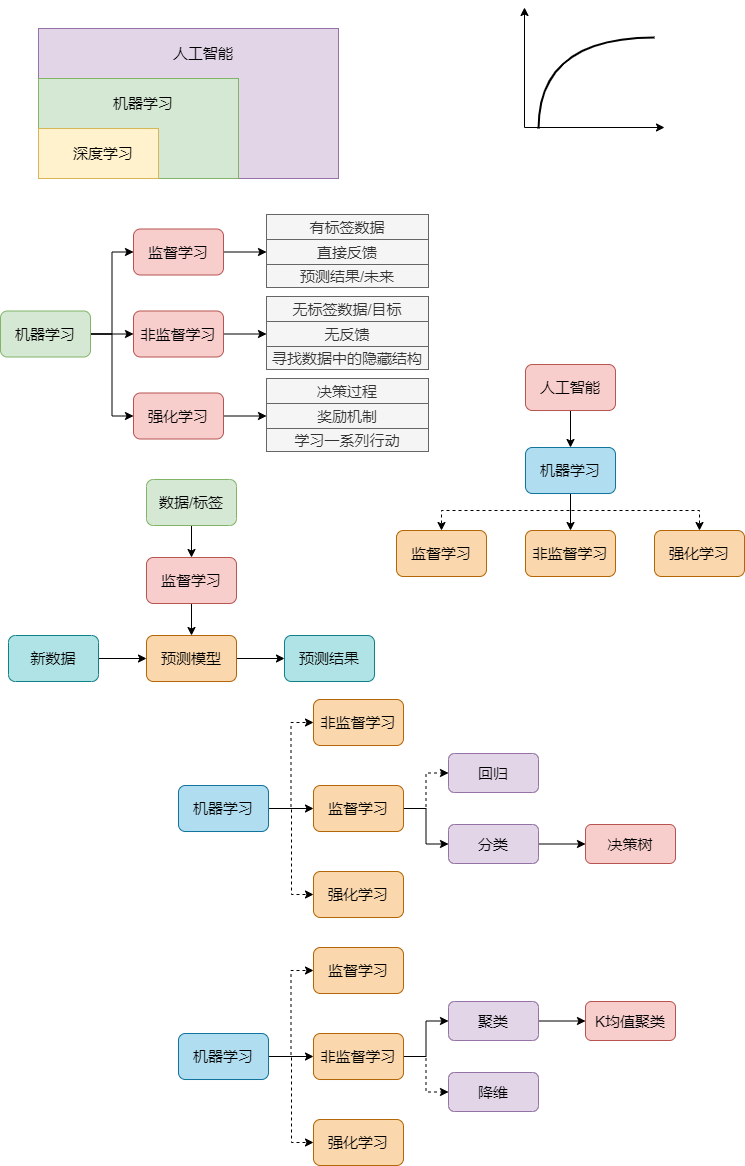 人工智能
机器学习
深度学习
机器学习
监督学习
有标签数据
直接反馈
预测结果/未来
非监督学习
无标签数据/目标
无反馈
寻找数据中的隐藏结构
强化学习
决策过程
奖励机制
学习一系列行动
人工智能
机器学习
监督学习
非监督学习
强化学习
数据/标签
监督学习
新数据
预测模型
预测结果
机器学习
非监督学习
监督学习
强化学习
回归
分类
决策树
机器学习
监督学习
非监督学习
强化学习
聚类
K均值聚类
降维